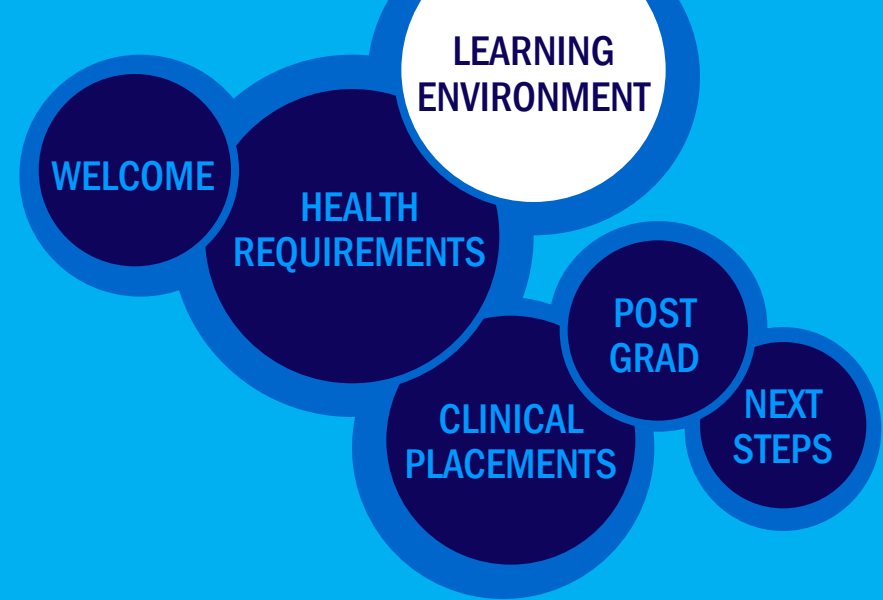 LEARNING
ENVIRONMENT
WELCOME
HEALTH
REQUIREMENTS
POST
GRAD
CLINICAL
PLACEMENTS
NEXT
STEPS